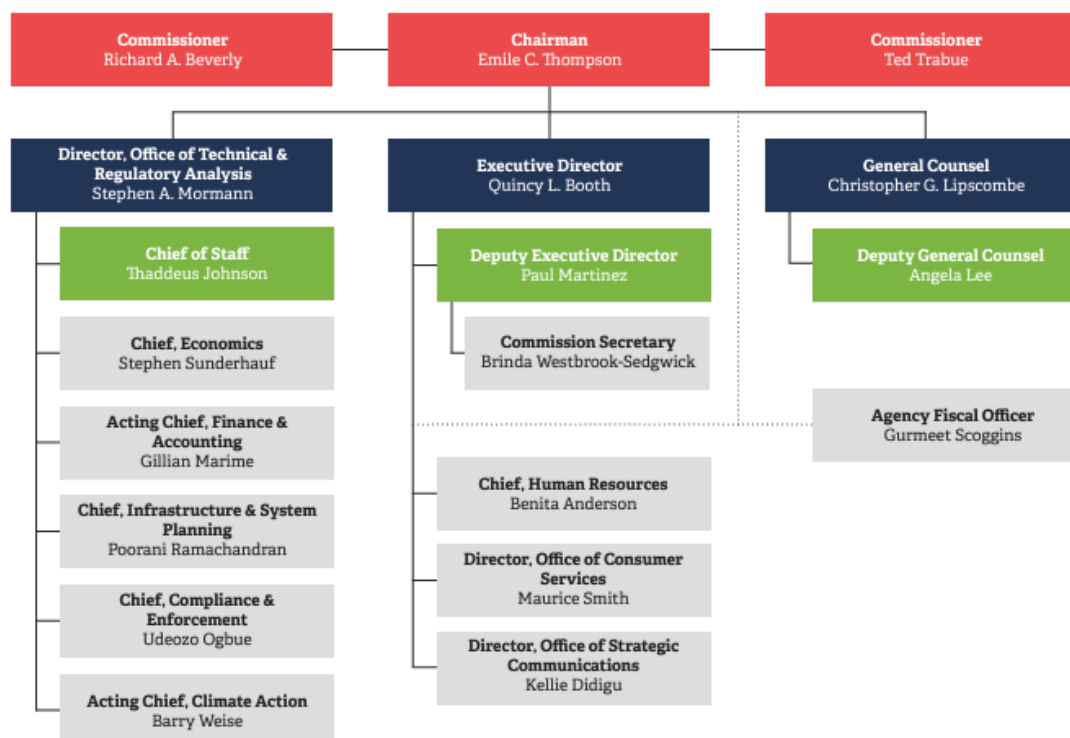 Commissioner
Richard A. Beverly
Chairman
Emile C. Thompson
Commissioner
Ted Trabue
Director, Office of Technical &
Regulatory Analysis
Stephen A. Mormann
Executive Director
Quincy L. Booth
General Counsel
Christopher G. Lipscombe
Chief of Staff
Thaddeus Johnson
Deputy Executive Director
Paul Martinez
Deputy General Counsel
Angela Lee
Chief, Economics
Stephen Sunderhauf
Commission Secretary
Brinda Westbrook-Sedgwick
Acting Chief, Finance &
Accounting
Gillian Marime
Agency Fiscal Officer
Gurmeet Scoggins
Chief, Infrastructure & System
Planning
Poorani Ramachandran
Chief, Human Resources
Benita Anderson
Director, Office of Consumer
Services
Maurice Smith
Chief, Compliance &
Enforcement
Udeozo Ogbue
Director, Office of Strategic
Communications
Kellie Didigu
Acting Chief, Climate Action
Barry Weise